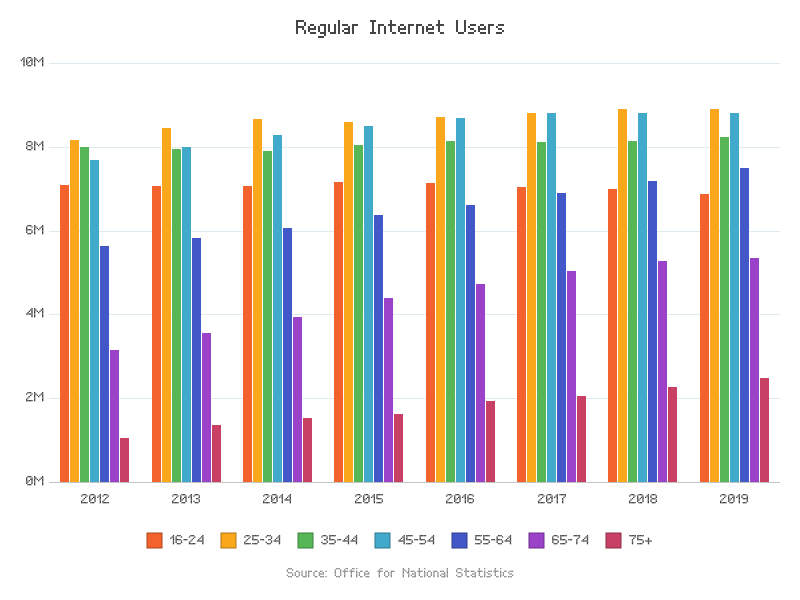 Regular Internet Users
10M
8M
6M
4M
2M
0M
2012 2013 2014 2015 2016 2017 2018 2019
16-24 25-34 35-44 45-54 55-64 65-74 75+
Source: Office for National Statistics